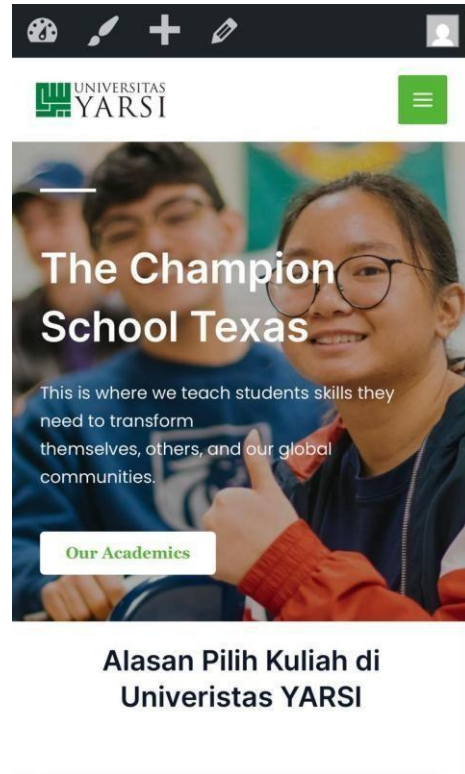 UNIVERSITAS
YARSI
The Champion
School Texas
This is where we teach students skills they
need to transform
themselves, others, and our global
communities.
Our Academics
Alasan Pilih Kuliah di
Univeristas YARSI